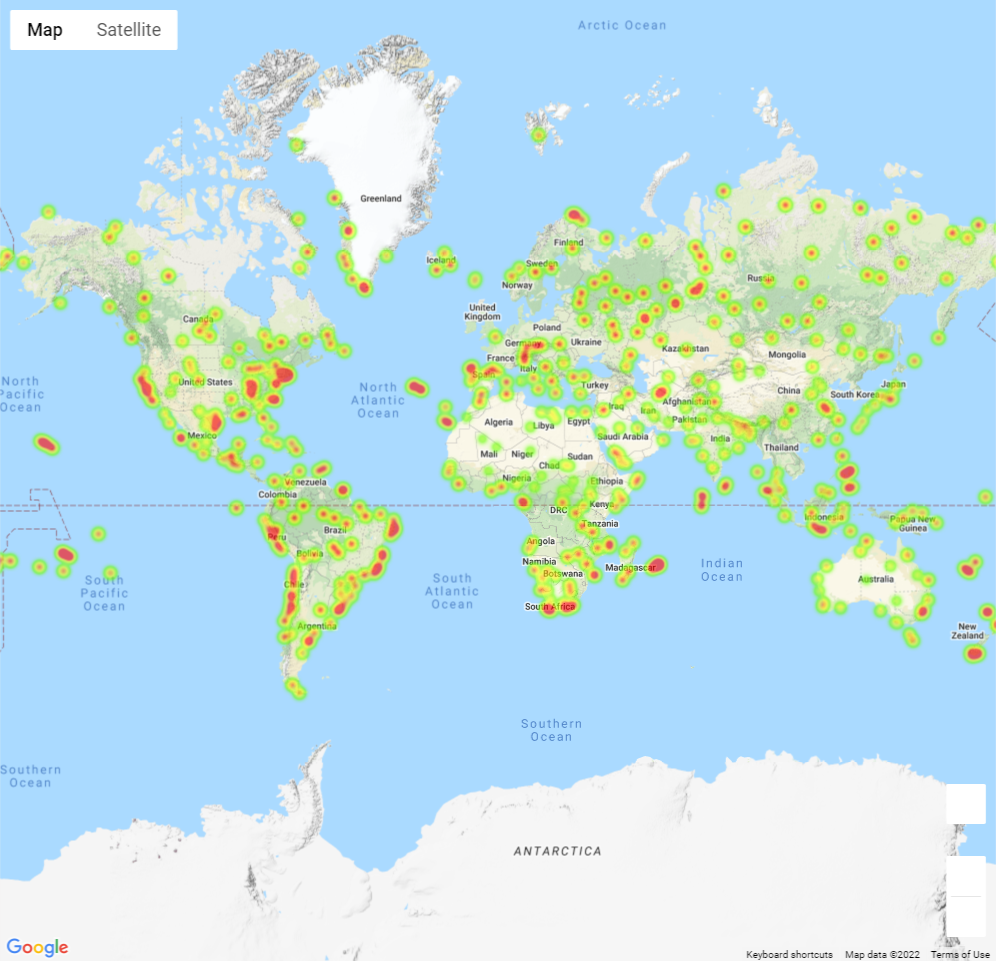 Map
Satellite
Arctic Ocean
Greenland
Iceland
Finland
Sweden
Norway
Russia
United
Kingdom
Canada
Poland
Germany
Ukraine
France
Kazakhstan
Mongolia
Italy
Spain
North
Pacific
Ocean
United States
North
Atlantic
Ocean
Turkey
China
Japan
South Korea
Afghanistan
Iraq
Iran
Pakistan
Algeria
Libya
Egypt
Saudi Arabia
India
Mexico
Mali
Niger
Sudan
Chad
Thailand
Nigeria
Ethiopia
Venezuela
Colombia
DRC
Kenya
Tanzania
Indonesia
Papua New
Guinea
Brazil
Peru
Bolivia
Angola
Namibia
Botswana
Madagascar
Indian
Ocean
South
Pacific
Ocean
South
Atlantic
Ocean
Chile
Australia
South Africa
Argentina
New
Zealand
Southern
Ocean
Southern
Ocean
ANTARCTICA
Google
Keyboard shortcuts
Map data ©2022
Terms of Use